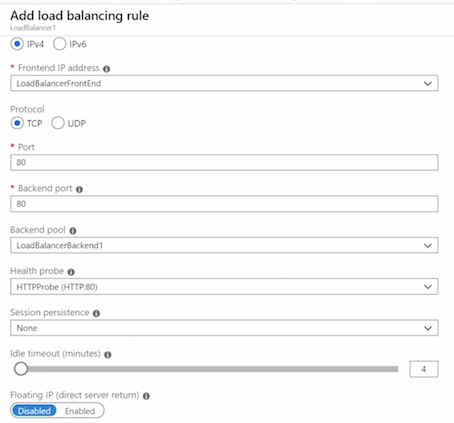 Add load balancing rule
LoadBalancer1
IPv4 IPv6
* Frontend IP address
LoadBalancerFrontEnd
Protocol
TCP UDP
* Port
80
* Backend port
80
Backend pool
LoadBalancerBackend1
Health probe
HTTPProbe (HTTP:80)
Session persistence
None
Idle timeout (minutes)
4
Floating IP (direct server return)
Disabled Enabled